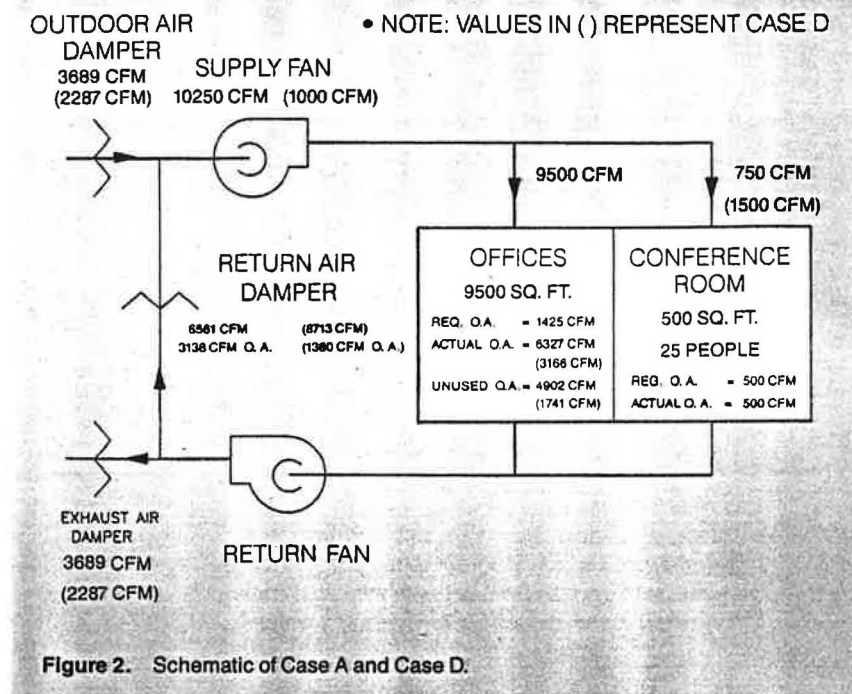 OUTDOOR AIR
DAMPER
3689 CFM
(2287 CFM)
• NOTE: VALUES IN ( ) REPRESENT CASE D
SUPPLY FAN
10250 CFM (1000 CFM)
9500 CFM
750 CFM
(1500 CFM)
RETURN AIR
DAMPER
6561 CFM (8713 CFM)
3138 CFM O. A. (1380 CFM O. A.)
OFFICES
9500 SQ. FT.
REQ. O.A. = 1425 CFM
ACTUAL O.A. = 6327 CFM
(3166 CFM)
UNUSED O.A. = 4902 CFM
(1741 CFM)
CONFERENCE
ROOM
500 SQ. FT.
25 PEOPLE
REG. O. A. = 500 CFM
ACTUAL O. A. = 500 CFM
EXHAUST AIR
DAMPER
3689 CFM
(2287 CFM)
RETURN FAN
Figure 2. Schematic of Case A and Case D.